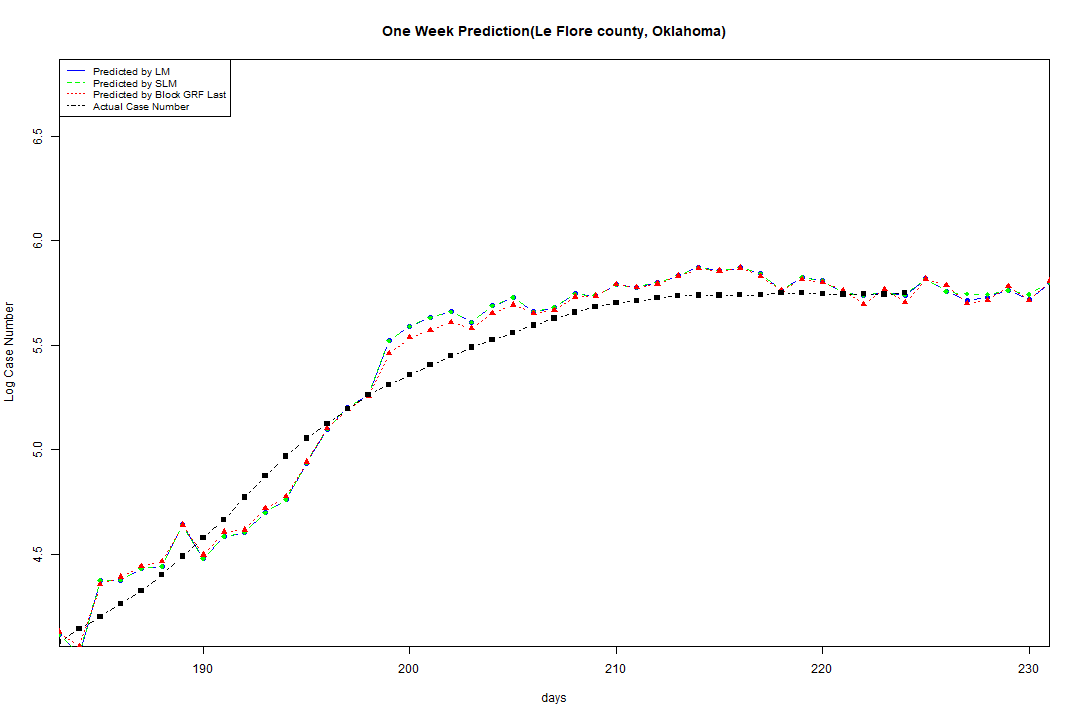 One Week Prediction(Le Flore county, Oklahoma)
Predicted by LM
Predicted by SLM
Predicted by Block GRF Last
Actual Case Number
Log Case Number
6.5
6.0
5.5
5.0
4.5
190 200 210 220 230
days